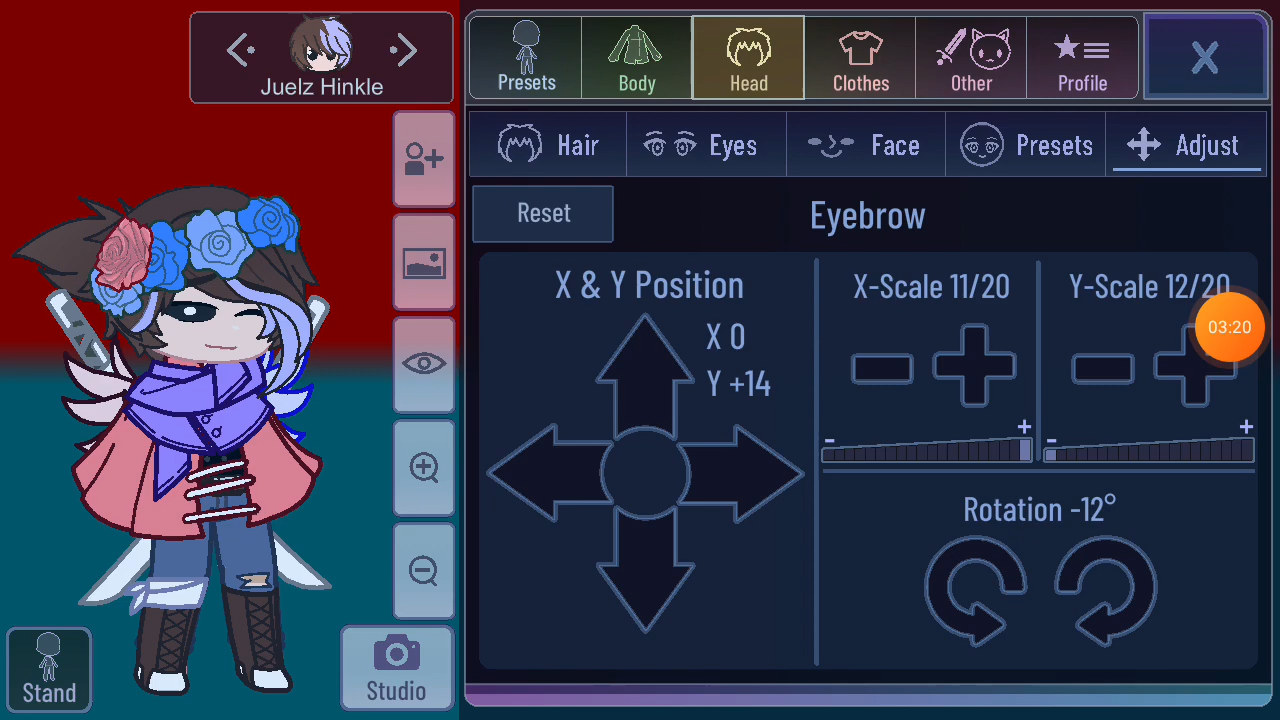 Juelz Hinkle
Presets
Body
Head
Clothes
Other
Profile
X
Hair
Eyes
Face
Presets
Adjust
Reset
Eyebrow
X & Y Position
X 0
Y +14
X-Scale 11/20
- +
Y-Scale 12/20
- +
03:20
Rotation -12°
Stand
Studio